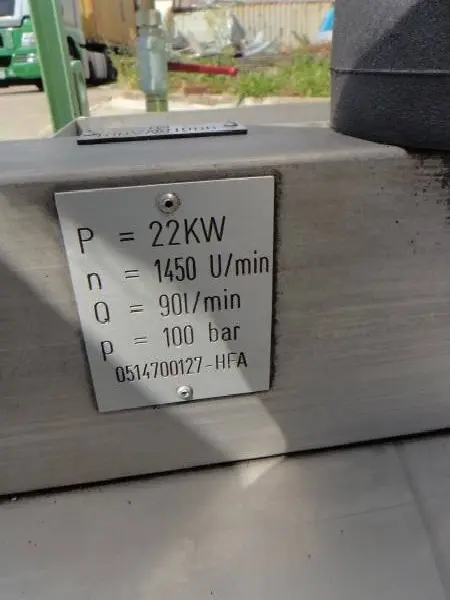 P = 22KW
n = 1450 U/min
Q = 90l/min
p = 100 bar
0514700127-HFA